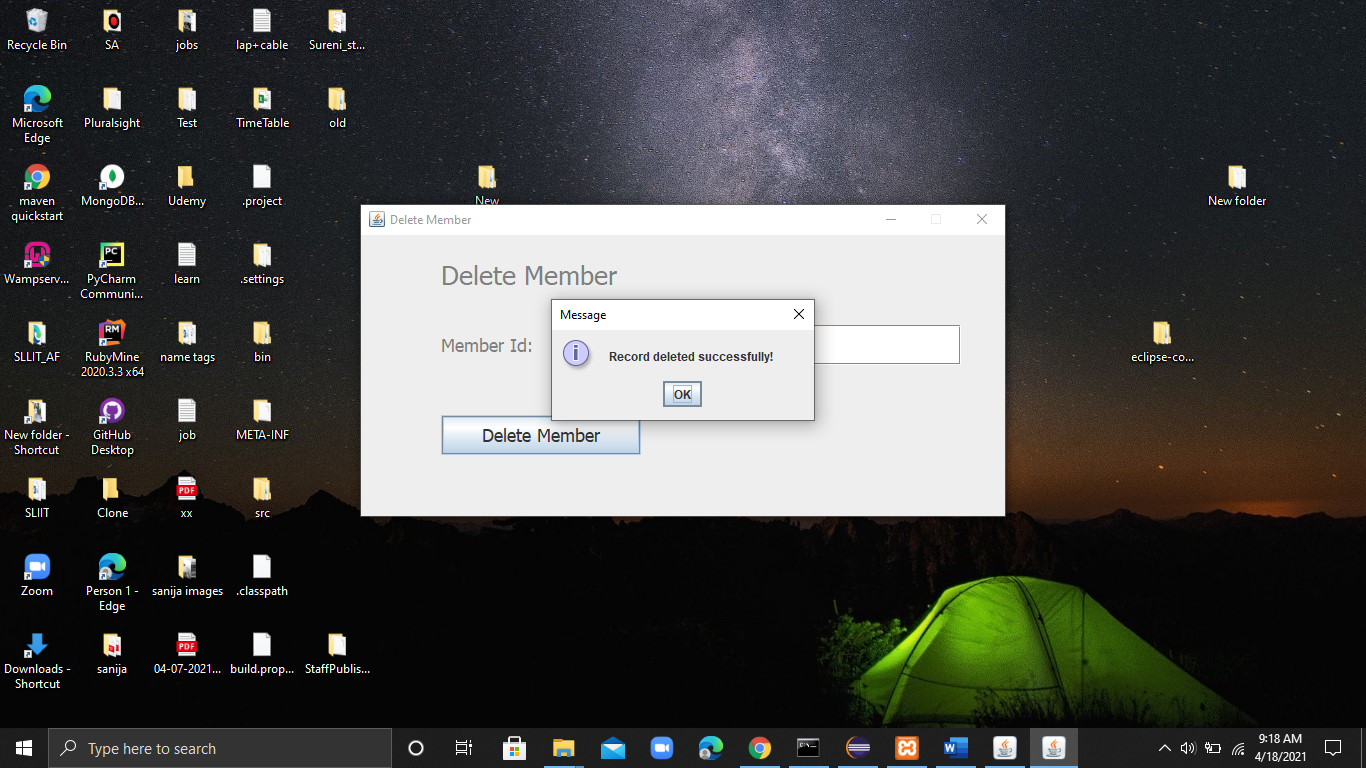 Recycle Bin
SA
jobs
lap+cable
Sureni_st...
Microsoft
Edge
Pluralsight
Test
TimeTable
old
maven
quickstart
MongoDB...
Udemy
.project
New
New folder
Wampserv...
PC
PyCharm
Communi...
learn
.settings
SLLIT_AF
RM
RubyMine
2020.3.3 x64
name tags
bin
eclipse-co...
New folder -
Shortcut
GitHub
Desktop
job
META-INF
SLIIT
Clone
PDF
xx
src
Zoom
Person 1 -
Edge
sanija images
.classpath
Downloads -
Shortcut
sanija
PDF
04-07-2021...
build.prop...
StaffPublis...
Delete Member
Delete Member
Member Id:
Delete Member
Message
Record deleted successfully!
OK
Type here to search
9:18 AM
4/18/2021